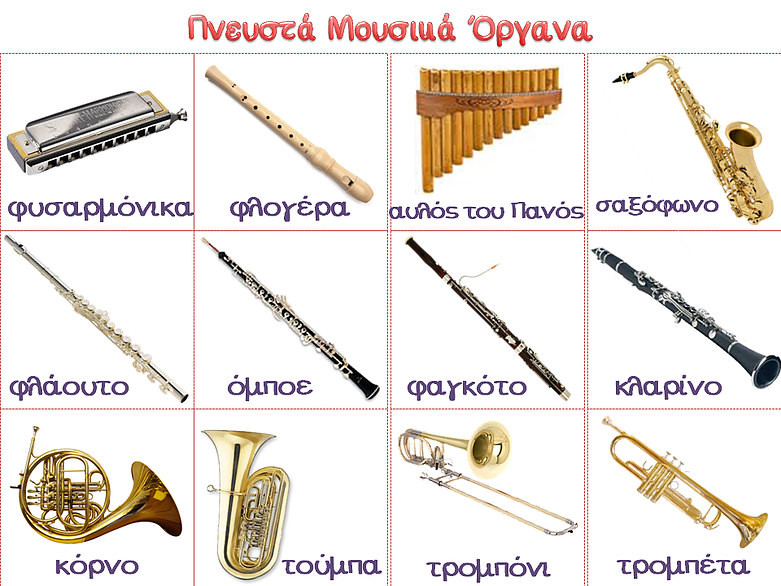 Πνευστά Μουσικά Όργανα
φυσαρμόνικα
φλογέρα
αυλός του Πανός
σαξόφωνο
φλάουτο
όμποε
φαγκότο
κλαρίνο
κόρνο
τούμπα
τρομπόνι
τρομπέτα